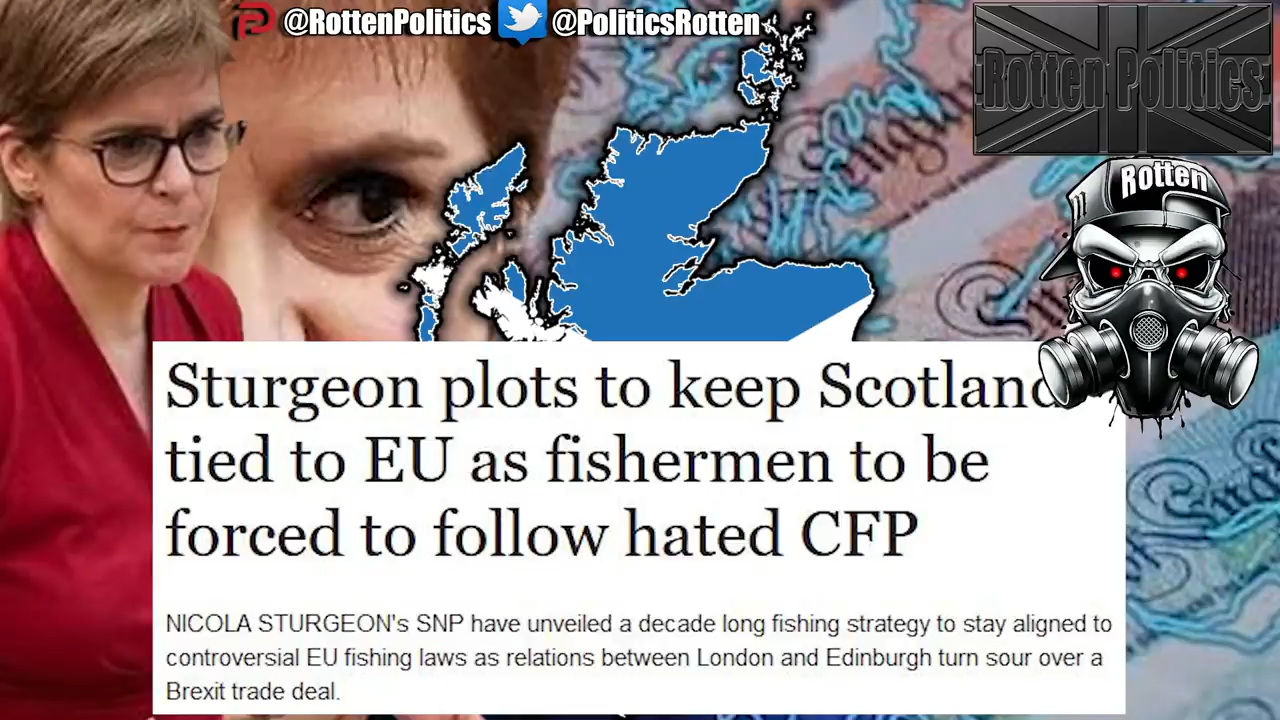 @RottenPolitics @PoliticsRotten
Rotten Politics
Rotten
Sturgeon plots to keep Scotland
tied to EU as fishermen to be
forced to follow hated CFP
NICOLA STURGEON's SNP have unveiled a decade long fishing strategy to stay aligned to
controversial EU fishing laws as relations between London and Edinburgh turn sour over a
Brexit trade deal.